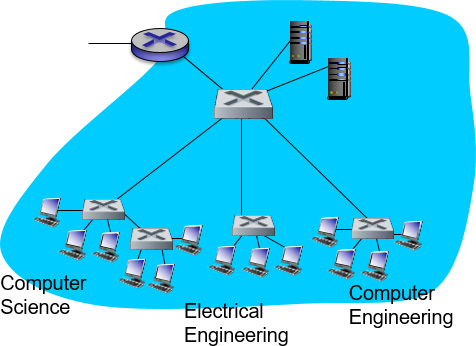 Computer
Science
Electrical
Engineering
Computer
Engineering